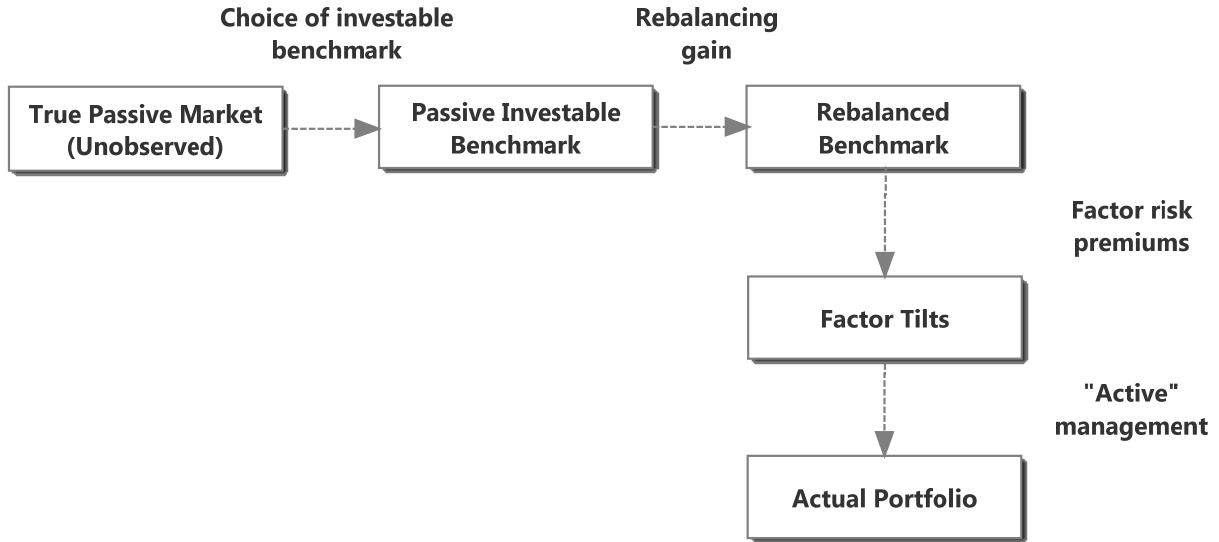 Choice of investable
benchmark
Rebalancing
gain
True Passive Market
(Unobserved)
Passive Investable
Benchmark
Rebalanced
Benchmark
Factor risk
premiums
Factor Tilts
"Active"
management
Actual Portfolio